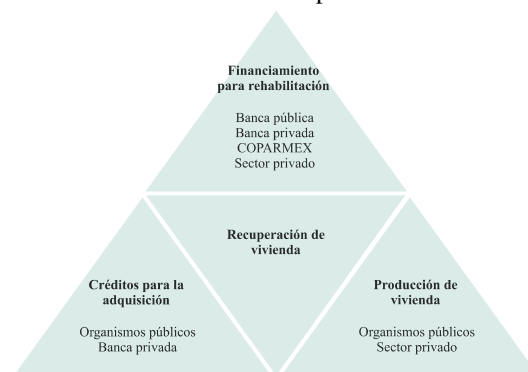 Financiamiento
para rehabilitación
Banca pública
Banca privada
COPARMEX
Sector privado
Recuperación de
vivienda
Créditos para la
adquisición
Organismos públicos
Banca privada
Producción de
vivienda
Organismos públicos
Sector privado